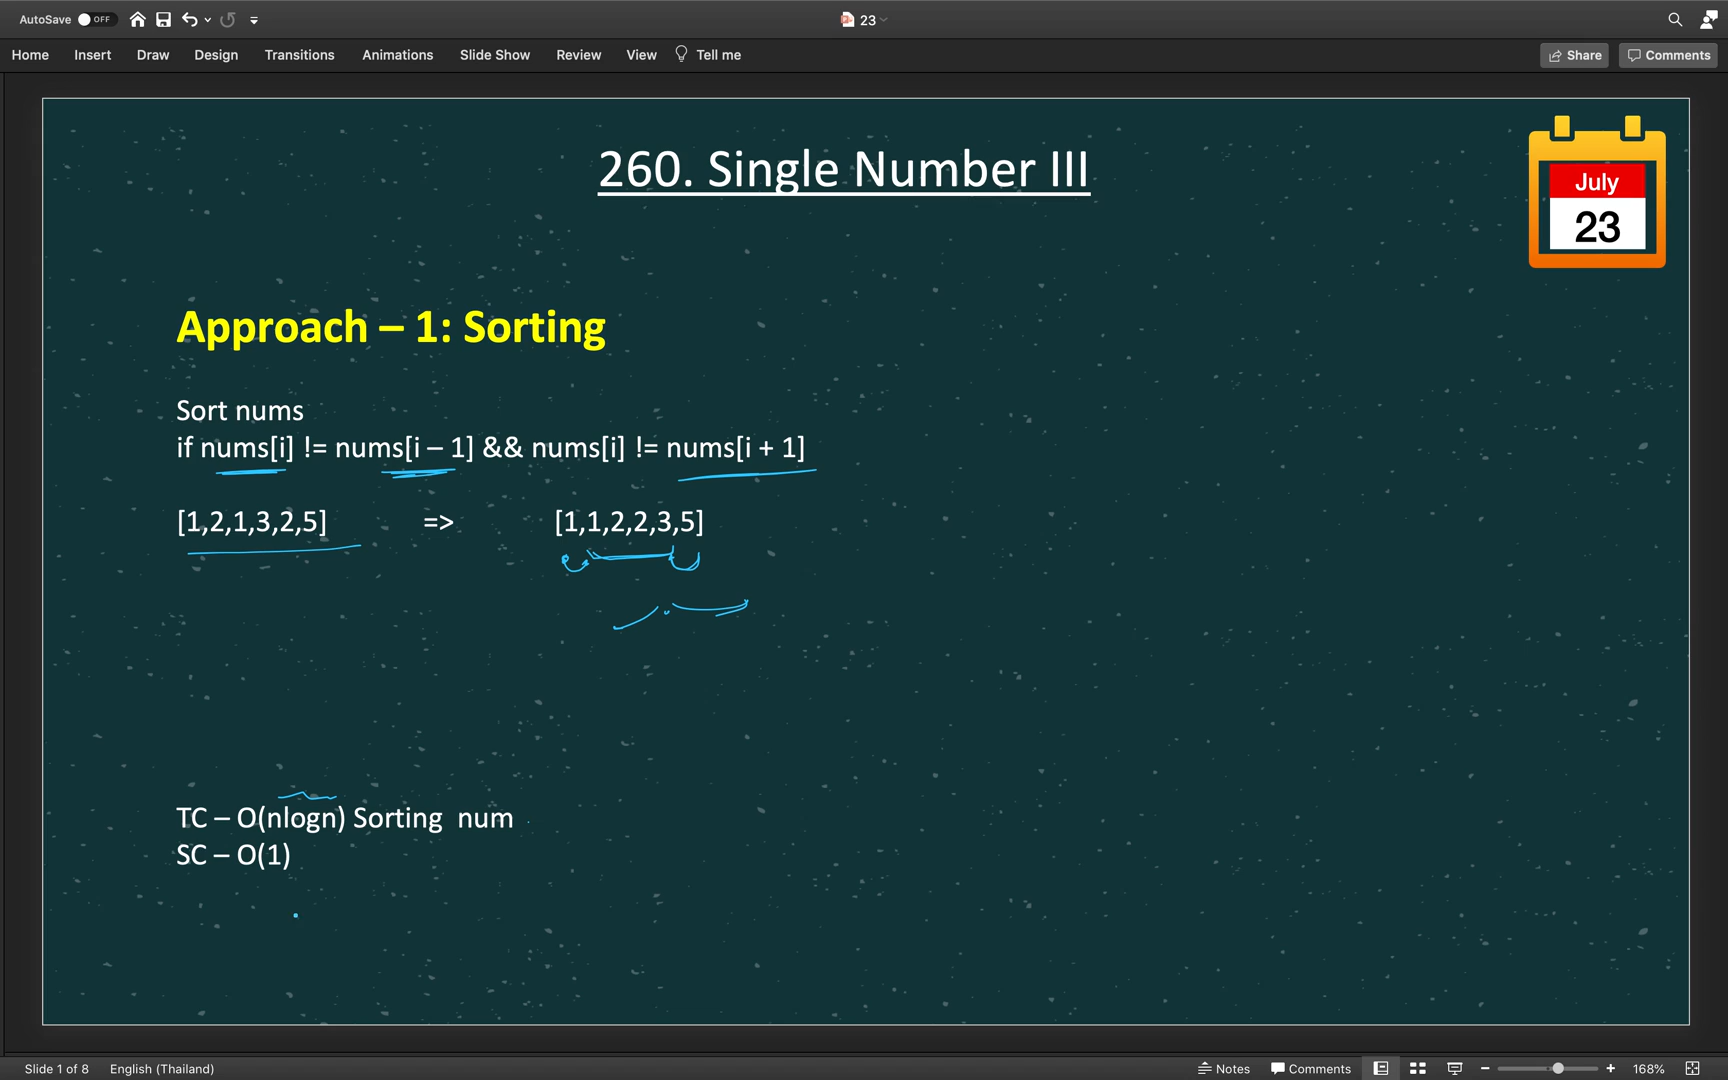 AutoSave OFF
23
Home Insert Draw Design Transitions Animations Slide Show Review View Tell me
Share Comments
260. Single Number III
July
23
Approach – 1: Sorting
Sort nums
if nums[i] != nums[i – 1] && nums[i] != nums[i + 1]
[1,2,1,3,2,5] => [1,1,2,2,3,5]
TC – O(nlogn) Sorting num
SC – O(1)
Slide 1 of 8 English (Thailand) Notes Comments 168%